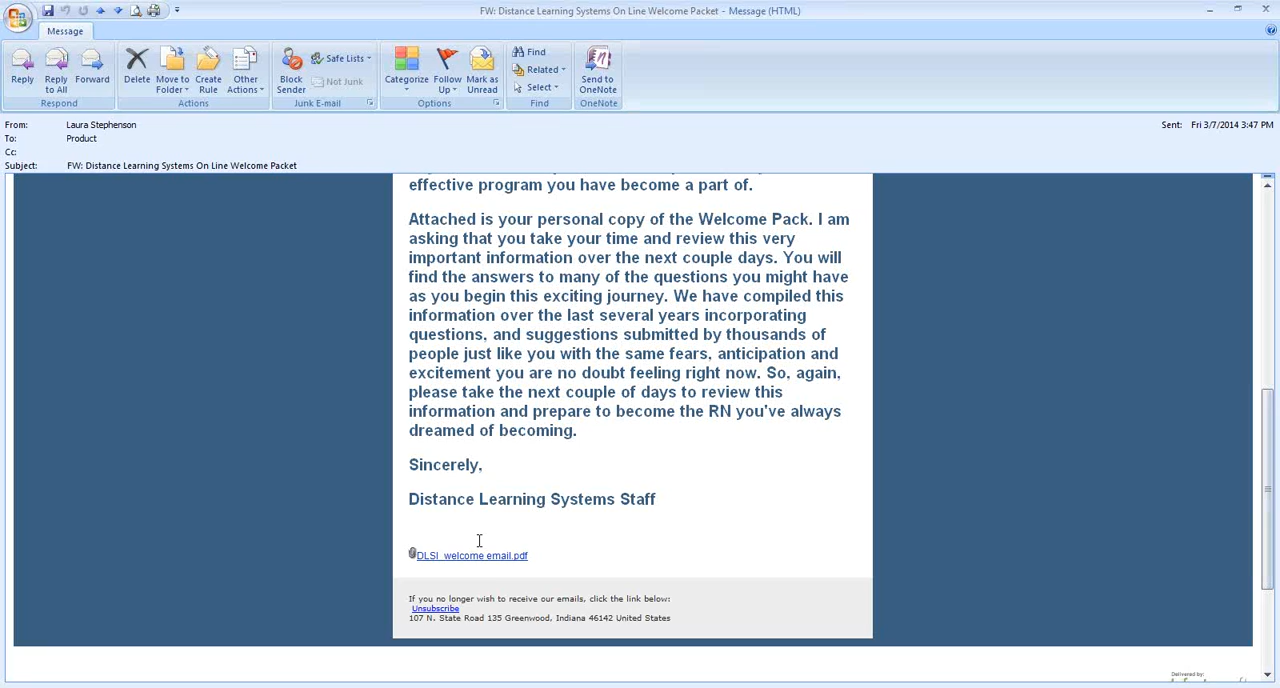 FW: Distance Learning Systems On Line Welcome Packet - Message (HTML)
Message
Reply
Reply to All
Forward
Respond
Delete
Move to Folder
Create Rule
Other Actions
Actions
Block Sender
Safe Lists
Not Junk
Junk E-mail
Categorize
Follow Up
Mark as Unread
Options
Find
Related
Select
Find
Send to OneNote
OneNote
From: Laura Stephenson
Sent: Fri 3/7/2014 3:47 PM
To: Product
Cc:
Subject: FW: Distance Learning Systems On Line Welcome Packet
effective program you have become a part of.
Attached is your personal copy of the Welcome Pack. I am
asking that you take your time and review this very
important information over the next couple days. You will
find the answers to many of the questions you might have
as you begin this exciting journey. We have compiled this
information over the last several years incorporating
questions, and suggestions submitted by thousands of
people just like you with the same fears, anticipation and
excitement you are no doubt feeling right now. So, again,
please take the next couple of days to review this
information and prepare to become the RN you've always
dreamed of becoming.
Sincerely,
Distance Learning Systems Staff
DLSI_welcome email.pdf
If you no longer wish to receive our emails, click the link below:
Unsubscribe
107 N. State Road 135 Greenwood, Indiana 46142 United States
Delivered by: